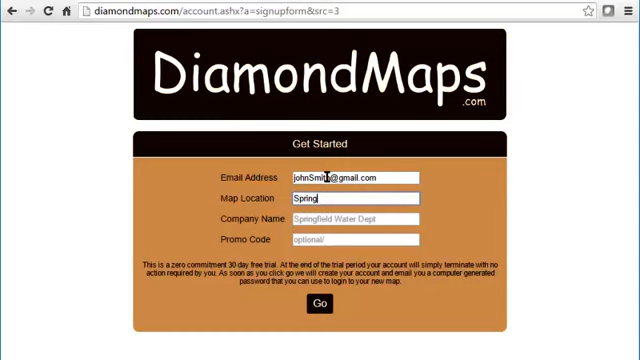 diamondmaps.com/account.ashx?a=signupform&src=3
DiamondMaps
.com
Get Started
Email Address johnSmith@gmail.com
Map Location Spring
Company Name Springfield Water Dept
Promo Code optional/
This is a zero commitment 30 day free trial. At the end of the trial period your account will simply terminate with no
action required by you. As soon as you click go we will create your account and email you a computer generated
password that you can use to login to your new map.
Go